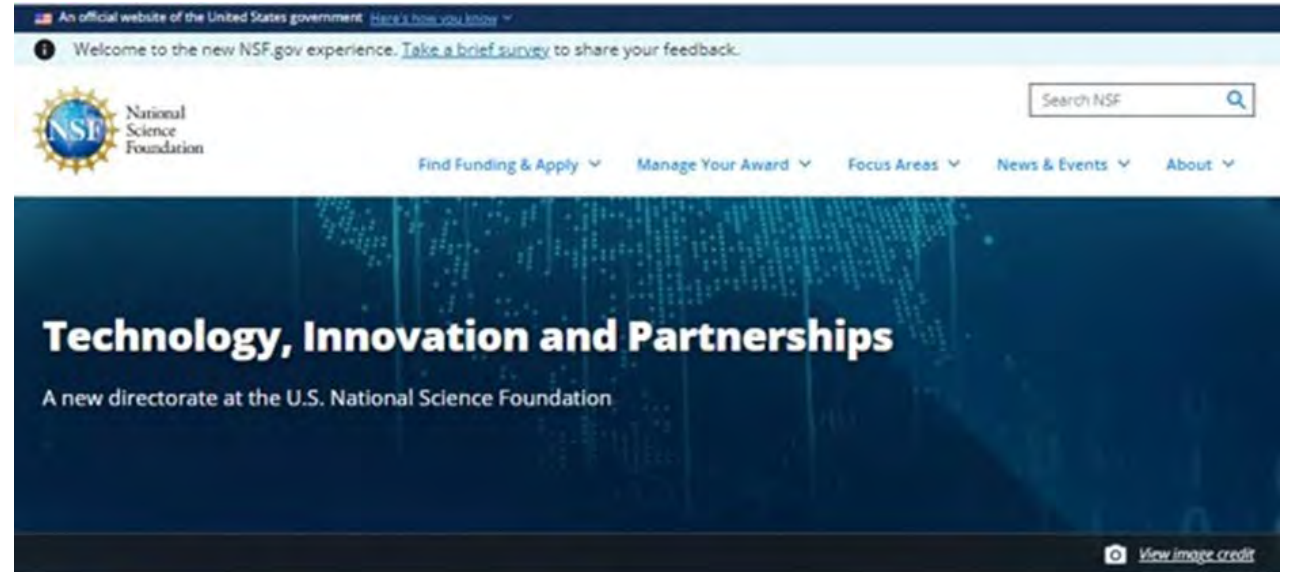 An official website of the United States government Here's how you know
Welcome to the new NSF.gov experience. Take a brief survey to share your feedback.
NSF
National
Science
Foundation
Search NSF
Find Funding & Apply Manage Your Award Focus Areas News & Events About
Technology, Innovation and Partnerships
A new directorate at the U.S. National Science Foundation
View image credit